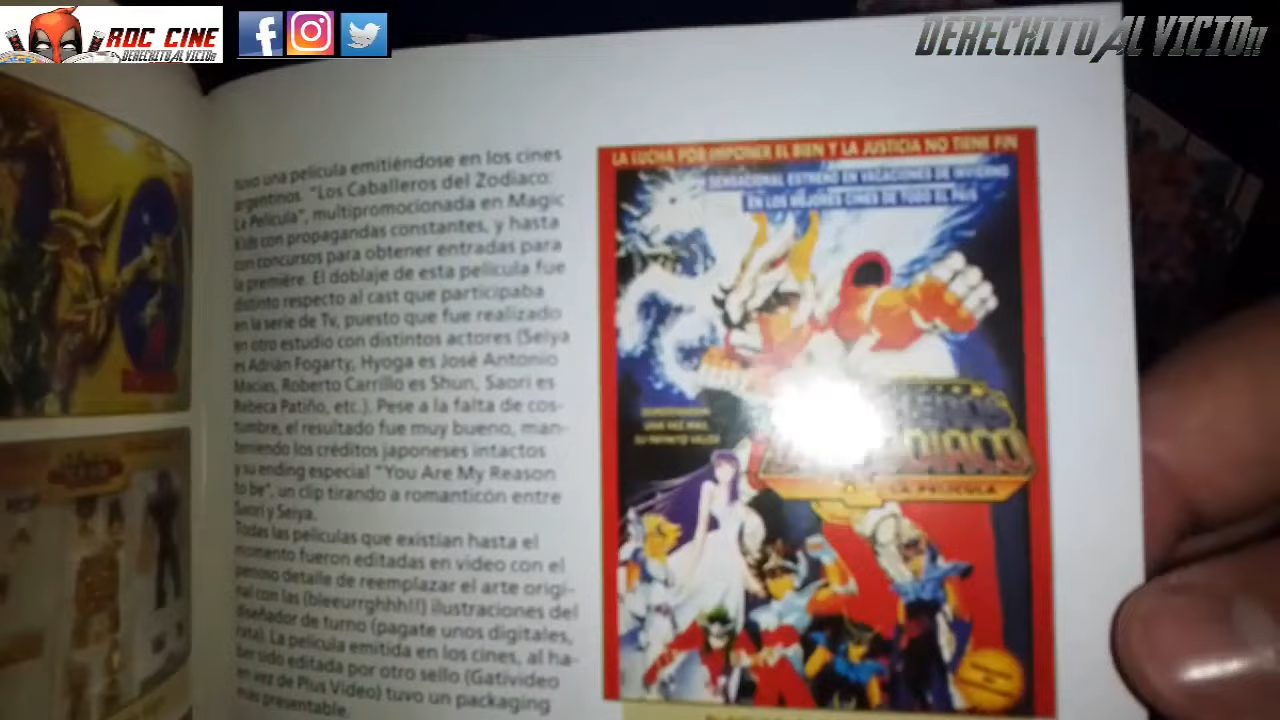 ROC CINE
DERECHITO AL VICIO!!
DERECHITO AL VICIO!!
tuvo una película emitiéndose en los cines
argentinos. "Los Caballeros del Zodiaco:
La Película", multipromocionada en Magic
Kids con propagandas constantes, y hasta
con concursos para obtener entradas para
la première. El doblaje de esta película fue
distinto respecto al cast que participaba
en la serie de Tv, puesto que fue realizado
en otro estudio con distintos actores (Seiya
es Adrián Fogarty, Hyoga es José Antonio
Macias, Roberto Carrillo es Shun, Saori es
Rebeca Patiño, etc.). Pese a la falta de cos-
tumbre, el resultado fue muy bueno, man-
teniendo los créditos japoneses intactos
y su ending especial "You Are My Reason
to be", un clip tirando a romanticón entre
Saori y Seiya.
Todas las películas que existían hasta el
momento fueron editadas en video con el
penoso detalle de reemplazar el arte origi-
nal con las (bleeurrghhh!!) ilustraciones del
diseñador de turno (pagate unos digitales,
rata). La película emitida en los cines, al ha-
ber sido editada por otro sello (Gativideo
en vez de Plus Video) tuvo un packaging
más presentable.
LA LUCHA POR IMPONER EL BIEN Y LA JUSTICIA NO TIENE FIN
SENSACIONAL ESTRENO EN VACACIONES DE INVIERNO
EN LOS MEJORES CINES DE TODO EL PAIS
UNA VEZ MAS
SU INFINITO VALOR
ZODIACO
LA PELICULA